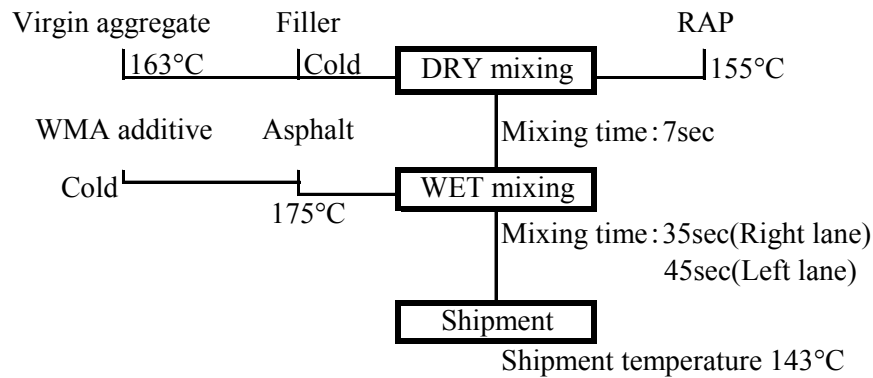 Virgin aggregate Filler RAP
163°C Cold DRY mixing 155°C
WMA additive Asphalt Mixing time：7sec
Cold WET mixing
175°C
Mixing time：35sec(Right lane)
45sec(Left lane)
Shipment
Shipment temperature 143°C